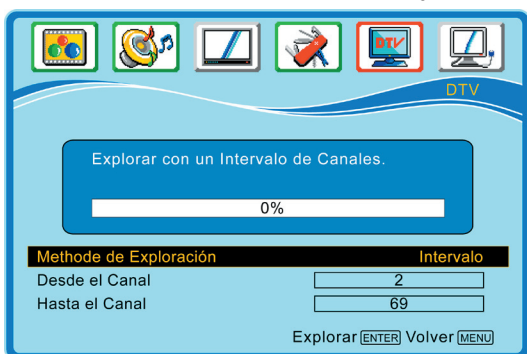 DTV
DTV
Explorar con un Intervalo de Canales.
0%
Methode de Exploración Intervalo
Desde el Canal 2
Hasta el Canal 69
Explorar ENTER Volver MENU